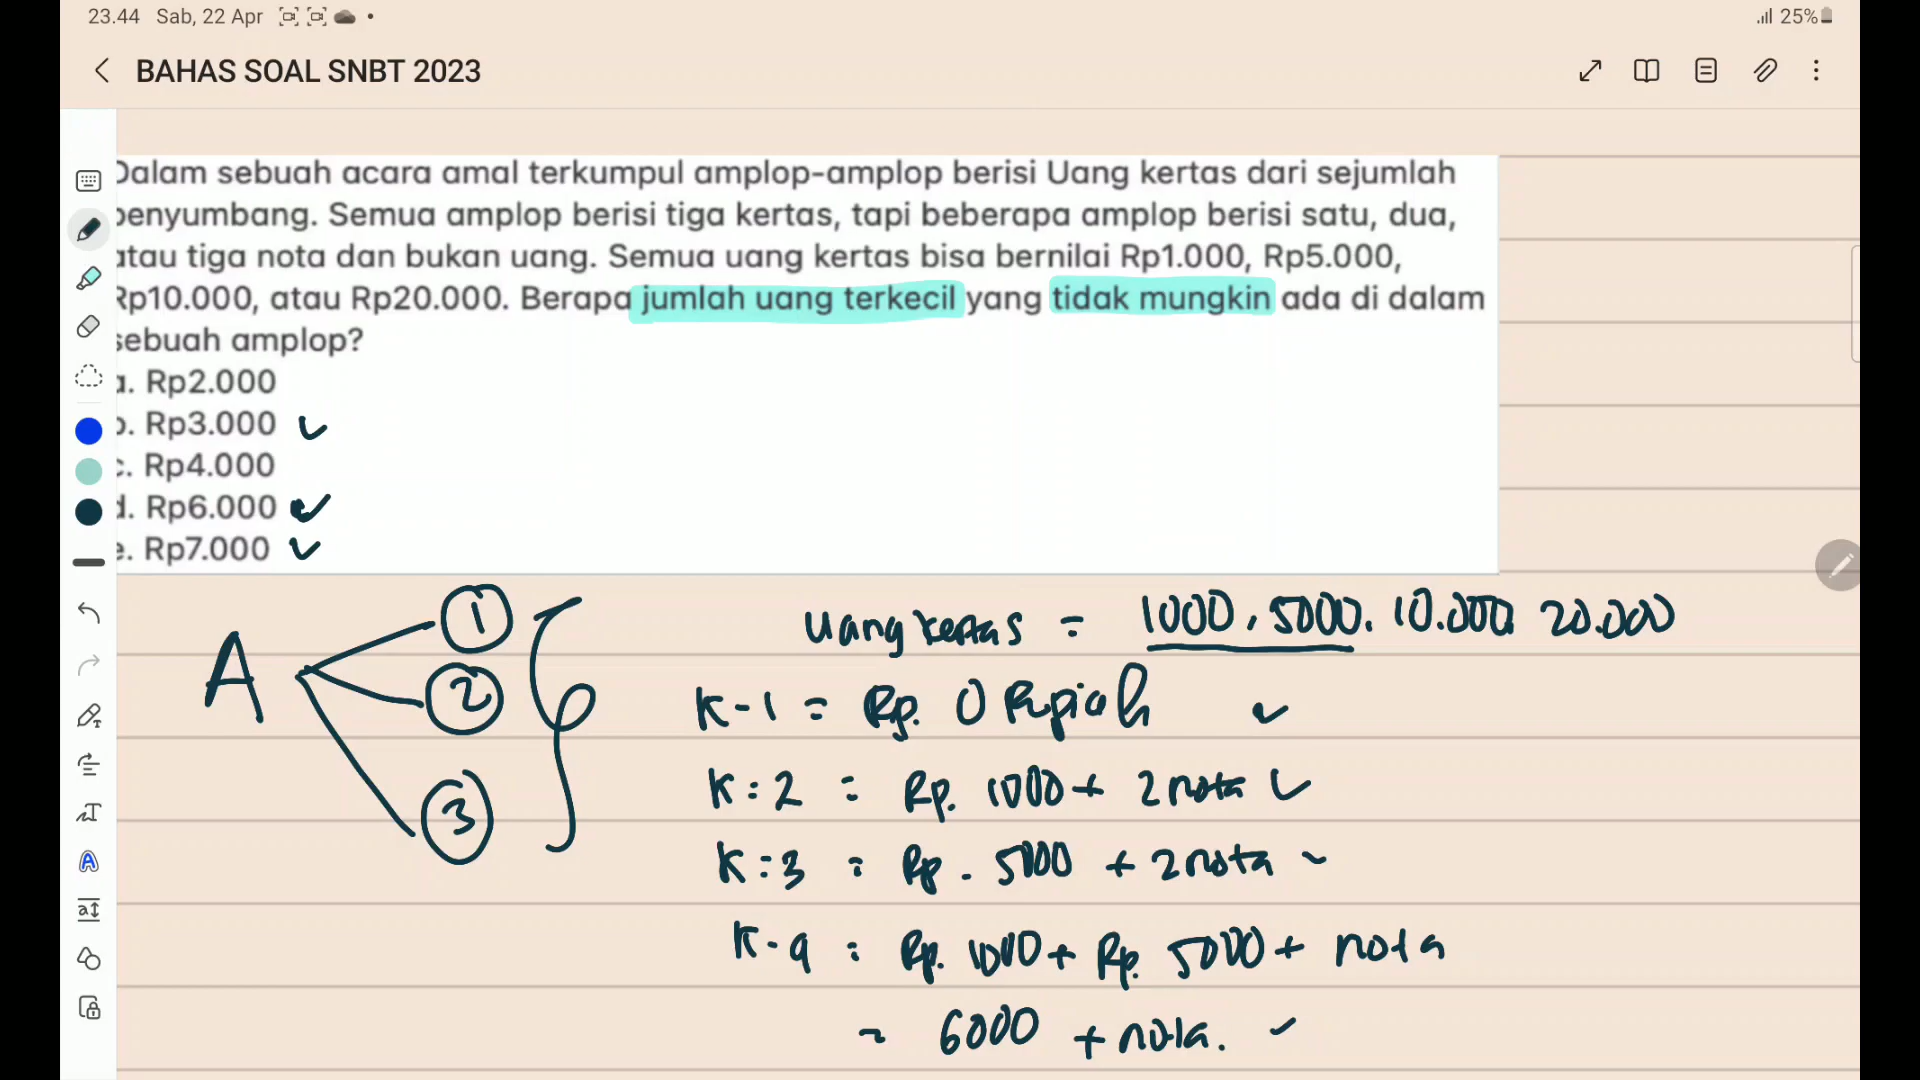 23.44 Sab, 22 Apr
25%
BAHAS SOAL SNBT 2023
Dalam sebuah acara amal terkumpul amplop-amplop berisi Uang kertas dari sejumlah
penyumbang. Semua amplop berisi tiga kertas, tapi beberapa amplop berisi satu, dua,
atau tiga nota dan bukan uang. Semua uang kertas bisa bernilai Rp1.000, Rp5.000,
Rp10.000, atau Rp20.000. Berapa jumlah uang terkecil yang tidak mungkin ada di dalam
sebuah amplop?
a. Rp2.000
b. Rp3.000
c. Rp4.000
d. Rp6.000
e. Rp7.000
A
1
2
3
Uang kertas = 1000, 5000. 10.000 20.000
K-1 = Rp. 0 Rupiah
K:2 = Rp. 1000 + 2 nota
K:3 : Rp. 5000 + 2 nota
K-4 : Rp. 1000 + Rp. 5000 + nota
= 6000 + nota.